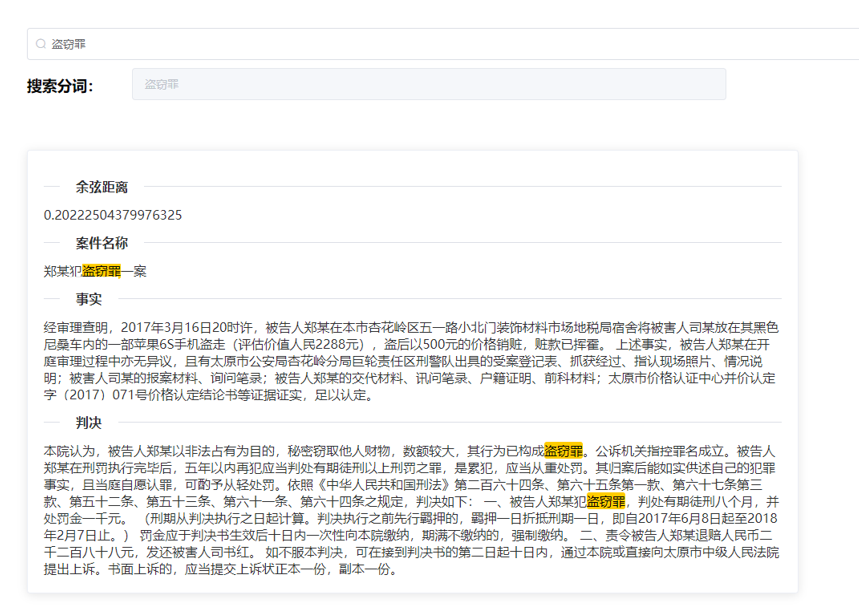 盗窃罪
搜索分词：
盗窃罪
余弦距离
0.20222504379976325
案件名称
郑某犯盗窃罪一案
事实
经审理查明，2017年3月16日20时许，被告人郑某在本市杏花岭区五一路小北门装饰材料市场地税局宿舍将被害人司某放在其黑色
尼桑车内的一部苹果6S手机盗走（评估价值人民2288元），盗后以500元的价格销赃，赃款已挥霍。 上述事实，被告人郑某在开
庭审理过程中亦无异议，且有太原市公安局杏花岭分局巨轮责任区刑警队出具的受案登记表、抓获经过、指认现场照片、情况说
明；被害人司某的报案材料、询问笔录；被告人郑某的交代材料、讯问笔录、户籍证明、前科材料；太原市价格认证中心并价认定
字（2017）071号价格认定结论书等证据证实，足以认定。
判决
本院认为，被告人郑某以非法占有为目的，秘密窃取他人财物，数额较大，其行为已构成盗窃罪。公诉机关指控罪名成立。被告人
郑某在刑罚执行完毕后，五年以内再犯应当判处有期徒刑以上刑罚之罪，是累犯，应当从重处罚。其归案后能如实供述自己的犯罪
事实，且当庭自愿认罪，可酌予从轻处罚。依照《中华人民共和国刑法》第二百六十四条、第六十五条第一款、第六十七条第三
款、第五十二条、第五十三条、第六十一条、第六十四条之规定，判决如下： 一、被告人郑某犯盗窃罪，判处有期徒刑八个月，并
处罚金一千元。 （刑期从判决执行之日起计算。判决执行之前先行羁押的，羁押一日折抵刑期一日，即自2017年6月8日起至2018
年2月7日止。） 罚金应于判决书生效后十日内一次性向本院缴纳，期满不缴纳的，强制缴纳。 二、责令被告人郑某退赔人民币二
千二百八十八元，发还被害人司书红。 如不服本判决，可在接到判决书的第二日起十日内，通过本院或直接向太原市中级人民法院
提出上诉。书面上诉的，应当提交上诉状正本一份，副本一份。